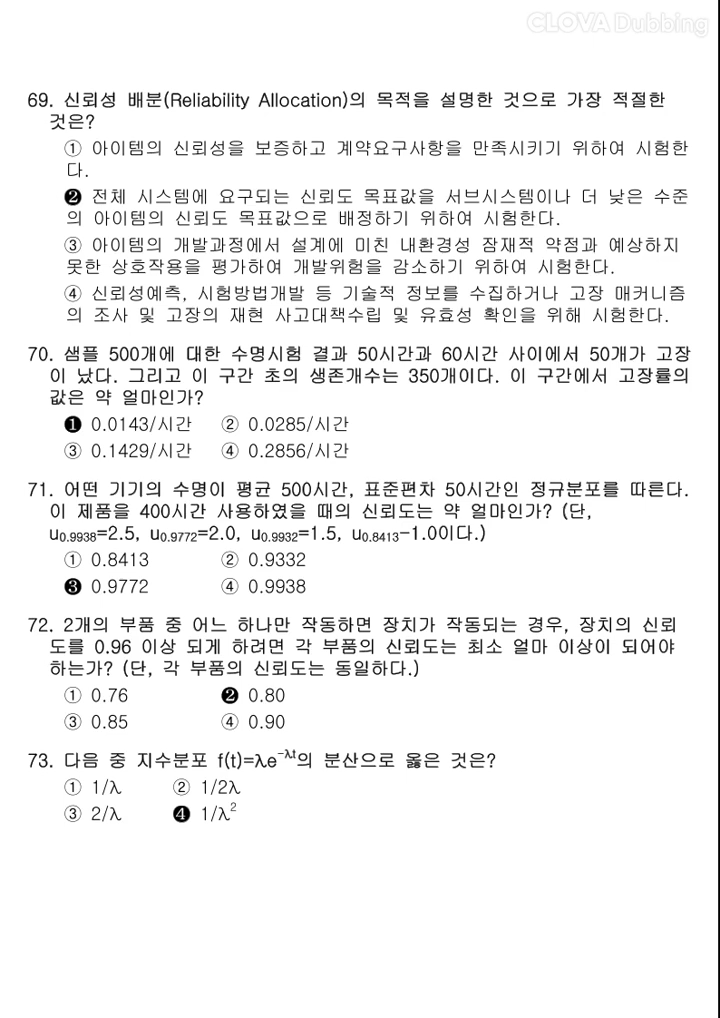 CLOVA Dubbing
69. 신뢰성 배분(Reliability Allocation)의 목적을 설명한 것으로 가장 적절한
것은?
① 아이템의 신뢰성을 보증하고 계약요구사항을 만족시키기 위하여 시험한
다.
❷ 전체 시스템에 요구되는 신뢰도 목표값을 서브시스템이나 더 낮은 수준
의 아이템의 신뢰도 목표값으로 배정하기 위하여 시험한다.
③ 아이템의 개발과정에서 설계에 미친 내환경성 잠재적 약점과 예상하지
못한 상호작용을 평가하여 개발위험을 감소하기 위하여 시험한다.
④ 신뢰성예측, 시험방법개발 등 기술적 정보를 수집하거나 고장 매커니즘
의 조사 및 고장의 재현 사고대책수립 및 유효성 확인을 위해 시험한다.
70. 샘플 500개에 대한 수명시험 결과 50시간과 60시간 사이에서 50개가 고장
이 났다. 그리고 이 구간 초의 생존개수는 350개이다. 이 구간에서 고장률의
값은 약 얼마인가?
❶ 0.0143/시간 ② 0.0285/시간
③ 0.1429/시간 ④ 0.2856/시간
71. 어떤 기기의 수명이 평균 500시간, 표준편차 50시간인 정규분포를 따른다.
이 제품을 400시간 사용하였을 때의 신뢰도는 약 얼마인가? (단,
u0.9938=2.5, u0.9772=2.0, u0.9932=1.5, u0.8413-1.0이다.)
① 0.8413 ② 0.9332
❸ 0.9772 ④ 0.9938
72. 2개의 부품 중 어느 하나만 작동하면 장치가 작동되는 경우, 장치의 신뢰
도를 0.96 이상 되게 하려면 각 부품의 신뢰도는 최소 얼마 이상이 되어야
하는가? (단, 각 부품의 신뢰도는 동일하다.)
① 0.76 ❷ 0.80
③ 0.85 ④ 0.90
73. 다음 중 지수분포 f(t)=λe⁻λt의 분산으로 옳은 것은?
① 1/λ ② 1/2λ
③ 2/λ ❹ 1/λ²